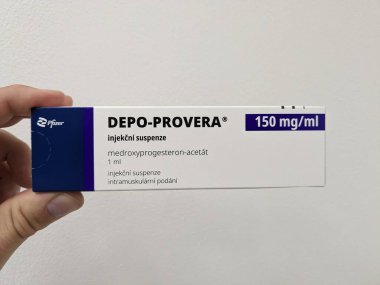 Pfizer
DEPO-PROVERA®
150 mg/ml
injekční suspenze
medroxyprogesteron-acetát
1 ml
injekční suspenze
intramuskulární podání